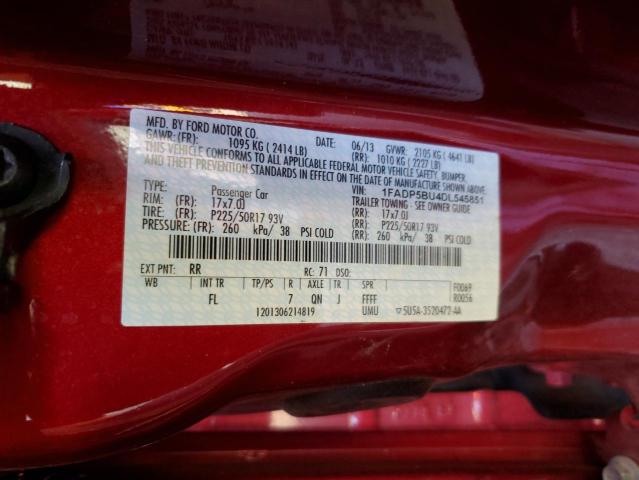 MFD. BY FORD MOTOR CO.
DATE: 06/13 GVWR: 2105 KG ( 4641 LB)
GAWR: (FR): 1095 KG ( 2414 LB) (RR): 1010 KG ( 2227 LB)
THIS VEHICLE CONFORMS TO ALL APPLICABLE FEDERAL MOTOR VEHICLE SAFETY, BUMPER,
AND THEFT PREVENTION STANDARDS IN EFFECT ON THE DATE OF MANUFACTURE SHOWN ABOVE.
VIN: 1FADP5BU4DL545851
TYPE: Passenger Car TRAILER TOWING - SEE OWNER GUIDE
RIM: (FR): 17x7.0J (RR): 17x7.0J
TIRE: (FR): P225/50R17 93V (RR): P225/50R17 93V
PRESSURE: (FR): 260 kPa/ 38 PSI COLD (RR): 260 kPa/ 38 PSI COLD
EXT PNT: RR RC: 71 DSO:
WB INT TR TP/PS R AXLE TR SPR F0069
FL 7 QN J FFFF R0056
1201306214819 UMU 5U5A-3520472-AA